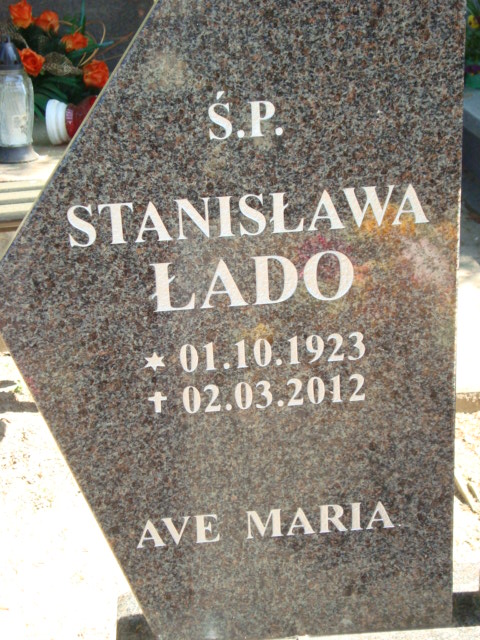 Ś.P.
STANISŁAWA
ŁADO
★ 01.10.1923
✝ 02.03.2012
AVE MARIA